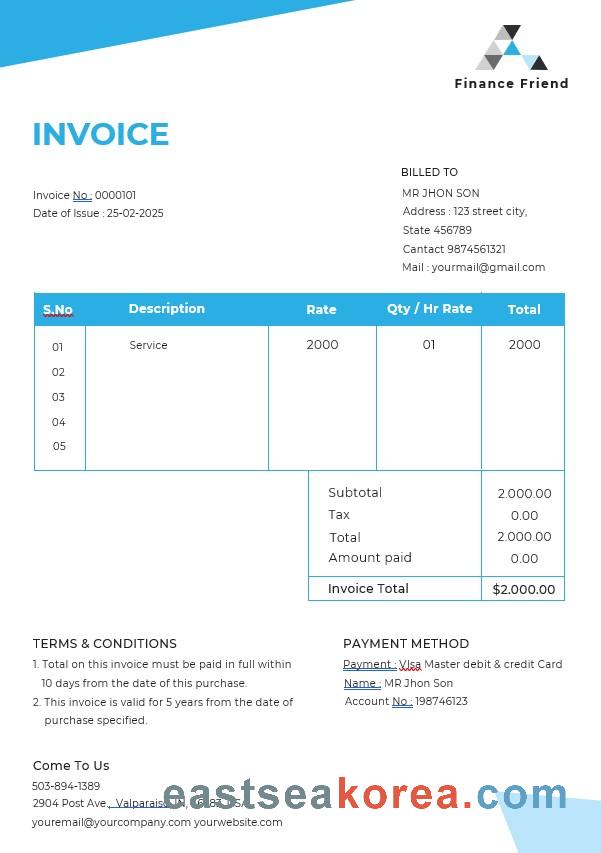 Finance Friend
INVOICE
Invoice No : 0000101
Date of Issue : 25-02-2025
BILLED TO
MR JHON SON
Address : 123 street city,
State 456789
Cantact 9874561321
Mail : yourmail@gmail.com
S.No Description Rate Qty / Hr Rate Total
01 Service 2000 01 2000
02
03
04
05
Subtotal 2.000.00
Tax 0.00
Total 2.000.00
Amount paid 0.00
Invoice Total $2.000.00
TERMS & CONDITIONS
1. Total on this invoice must be paid in full within
10 days from the date of this purchase.
2. This invoice is valid for 5 years from the date of
purchase specified.
PAYMENT METHOD
Payment : VIsa Master debit & credit Card
Name : MR Jhon Son
Account No : 198746123
Come To Us
503-894-1389
2904 Post Ave., Valparaiso, IN,
eastseakorea.com
youremail@yourcompany.com yourwebsite.com